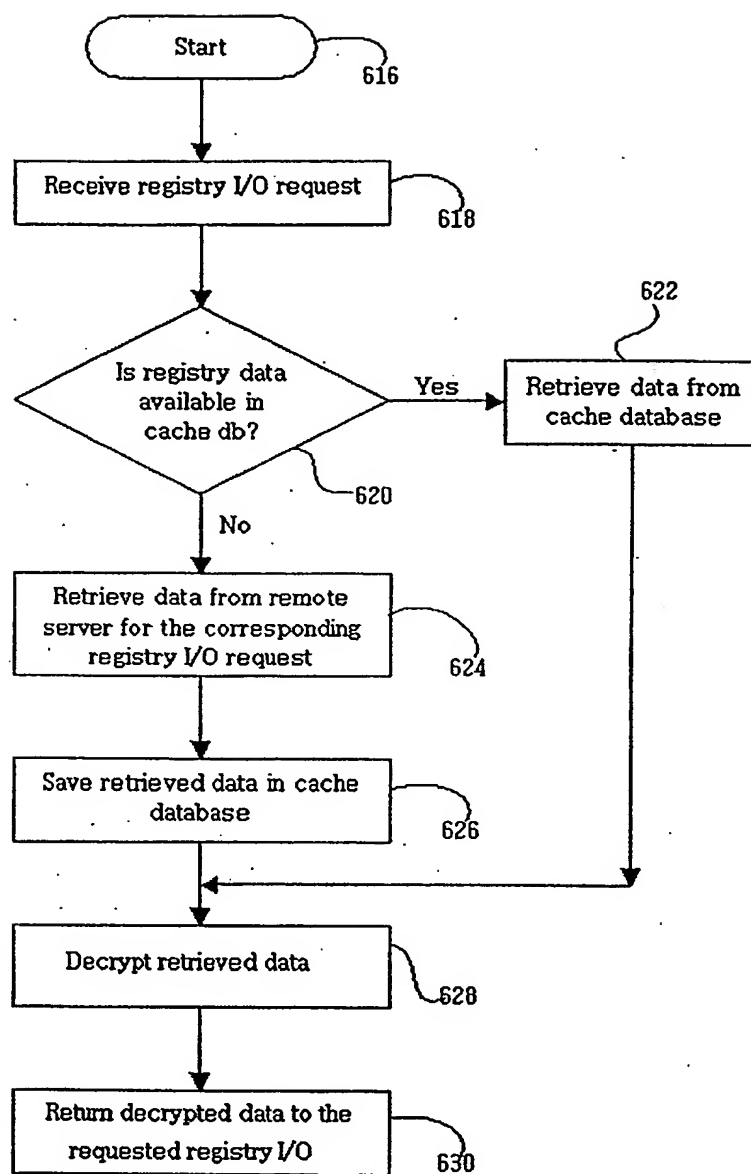 Start
616
Receive registry I/O request
618
622
Is registry data
available in
cache db?
Yes
Retrieve data from
cache database
620
No
Retrieve data from remote
server for the corresponding
registry I/O request
624
Save retrieved data in cache
database
626
Decrypt retrieved data
628
Return decrypted data to the
requested registry I/O
630